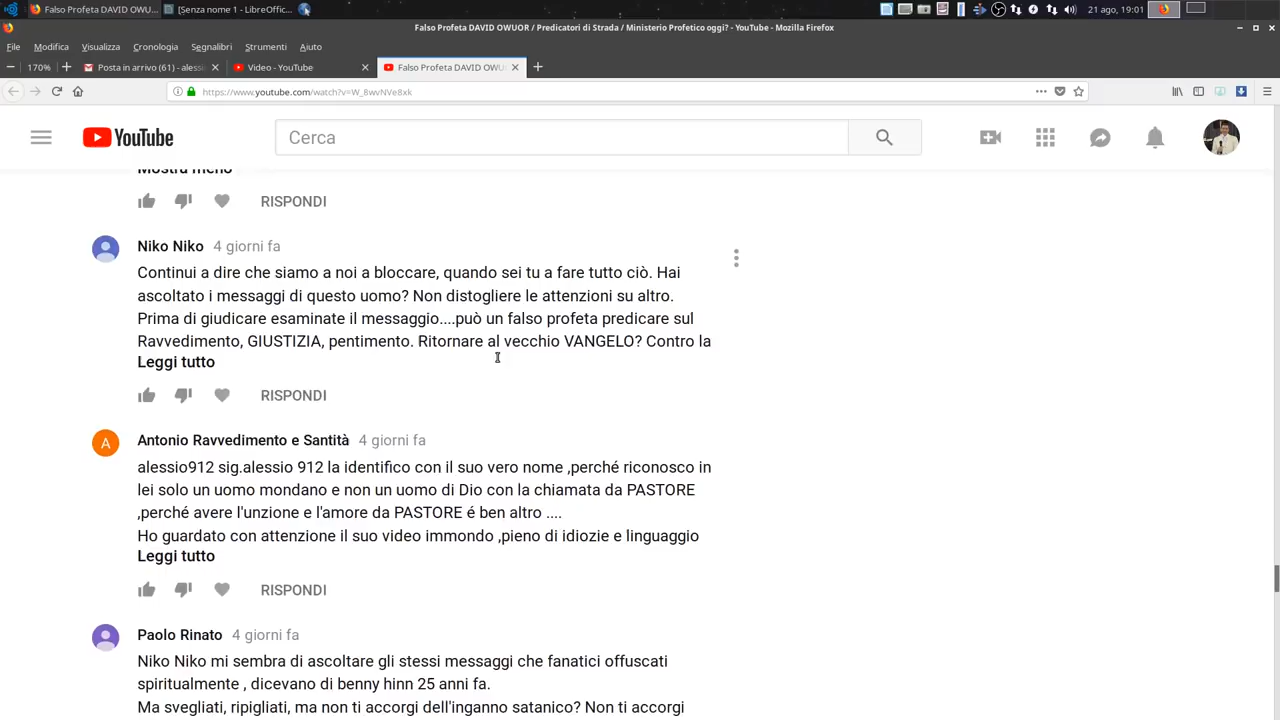 Falso Profeta DAVID OWUO...
[Senza nome 1 - LibreOffic...
21 ago, 19:01
Falso Profeta DAVID OWUOR / Predicatori di Strada / Ministerio Profetico oggi? - YouTube - Mozilla Firefox
File Modifica Visualizza Cronologia Segnalibri Strumenti Aiuto
170% Posta in arrivo (61) - alessi Video - YouTube Falso Profeta DAVID OWU
https://www.youtube.com/watch?v=W_8wvNVe8xk
YouTube
Cerca
Mostra meno
RISPONDI
Niko Niko 4 giorni fa
Continui a dire che siamo a noi a bloccare, quando sei tu a fare tutto ciò. Hai
ascoltato i messaggi di questo uomo? Non distogliere le attenzioni su altro.
Prima di giudicare esaminate il messaggio....può un falso profeta predicare sul
Ravvedimento, GIUSTIZIA, pentimento. Ritornare al vecchio VANGELO? Contro la
Leggi tutto
RISPONDI
A
Antonio Ravvedimento e Santità 4 giorni fa
alessio912 sig.alessio 912 la identifico con il suo vero nome ,perché riconosco in
lei solo un uomo mondano e non un uomo di Dio con la chiamata da PASTORE
,perché avere l'unzione e l'amore da PASTORE é ben altro ....
Ho guardato con attenzione il suo video immondo ,pieno di idiozie e linguaggio
Leggi tutto
RISPONDI
Paolo Rinato 4 giorni fa
Niko Niko mi sembra di ascoltare gli stessi messaggi che fanatici offuscati
spiritualmente , dicevano di benny hinn 25 anni fa.
Ma svegliati, ripigliati, ma non ti accorgi dell'inganno satanico? Non ti accorgi